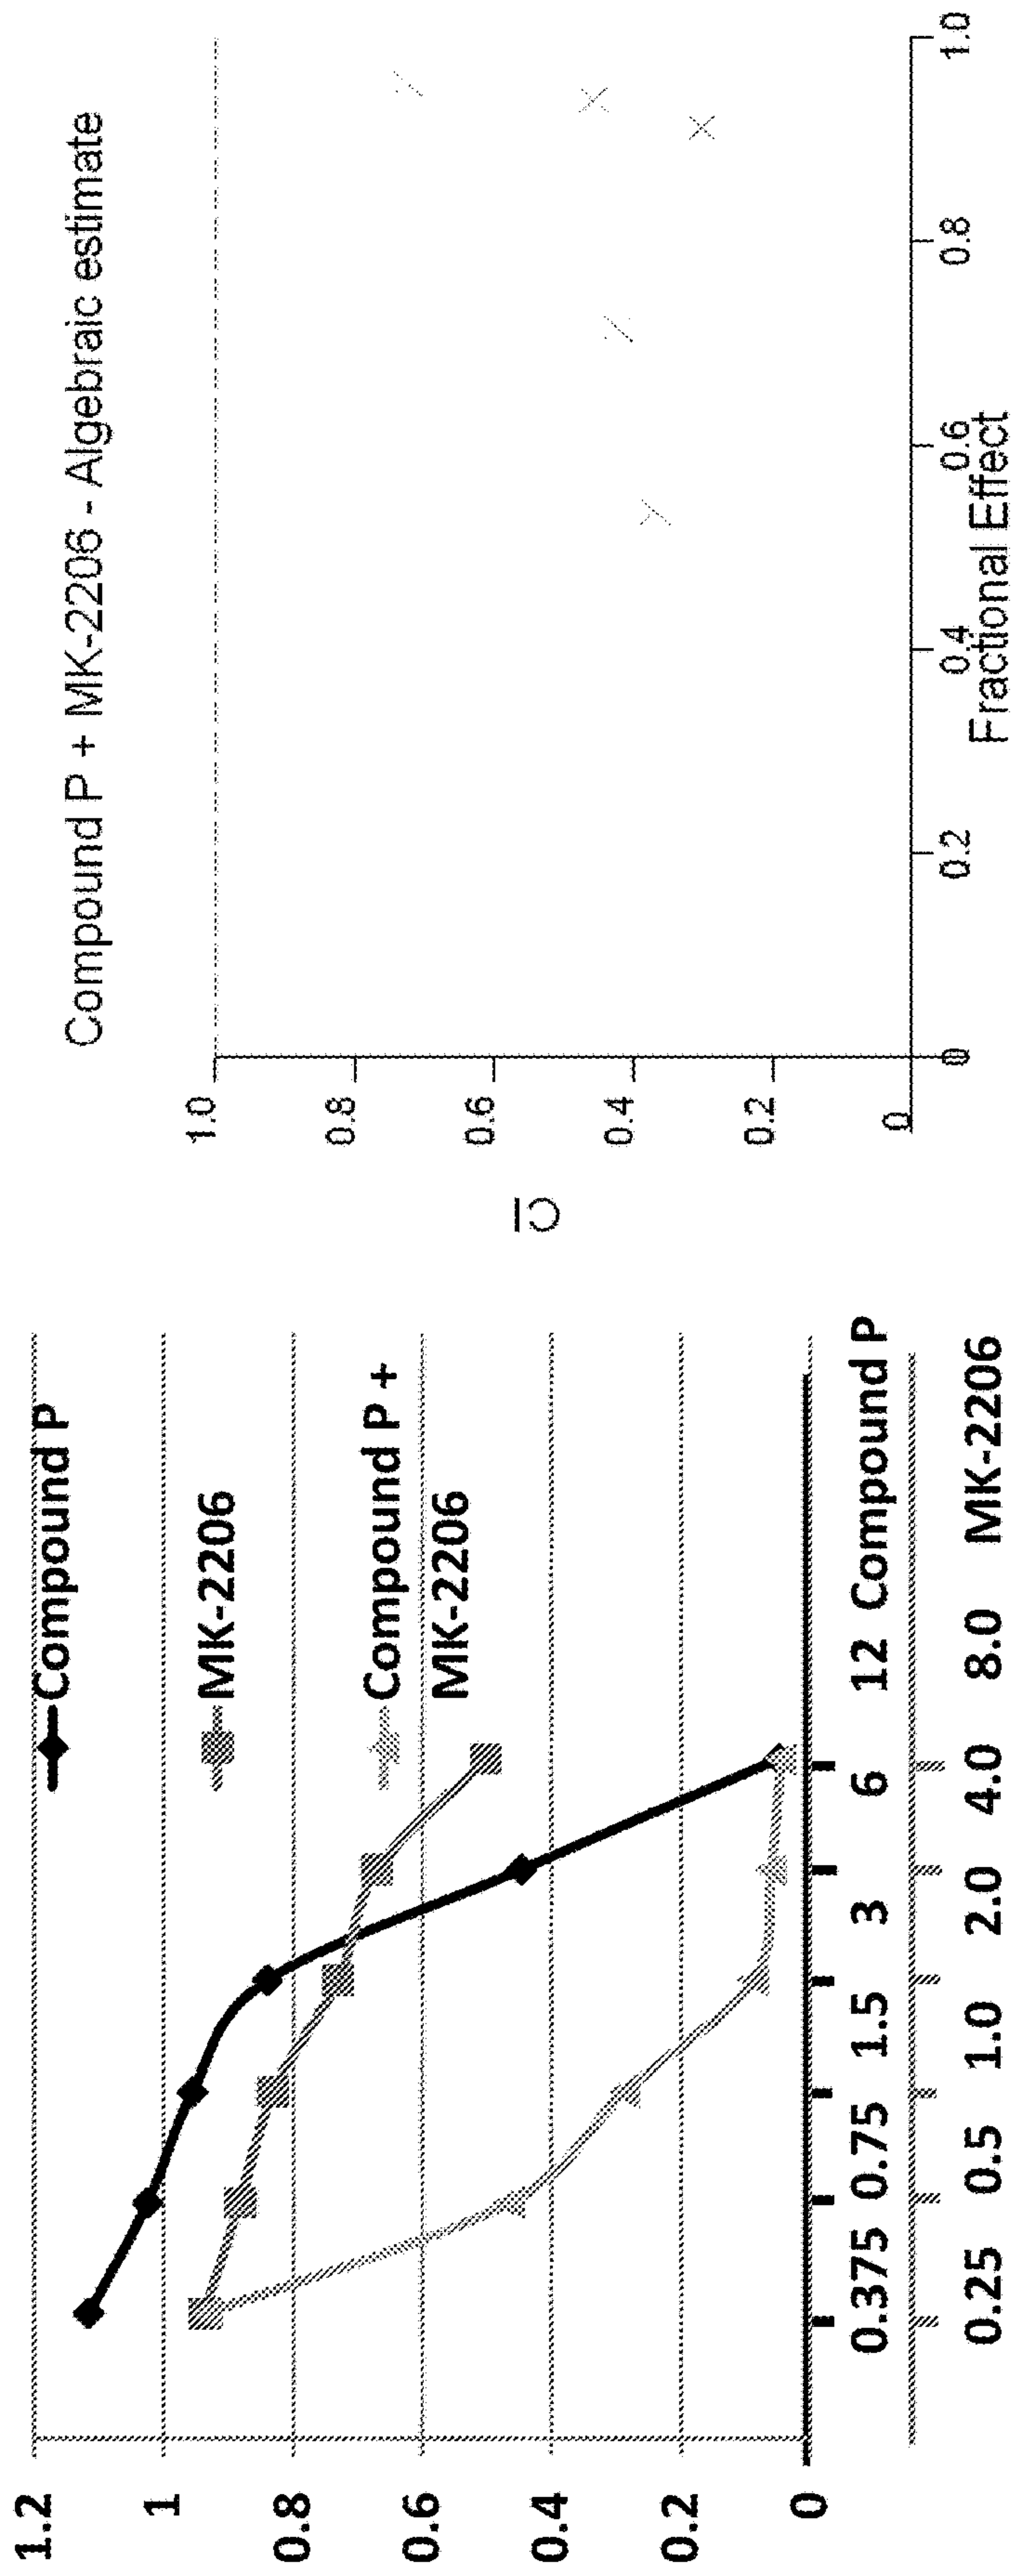 1.2
1
0.8
0.6
0.4
0.2
0
Compound P
MK-2206
Compound P +
MK-2206
0.375 0.75 1.5 3 6 12 Compound P
0.25 0.5 1.0 2.0 4.0 8.0 MK-2206
Compound P + MK-2206 - Algebraic estimate
CI
1.0
0.8
0.6
0.4
0.2
0
0 0.2 0.4 0.6 0.8 1.0
Fractional Effect